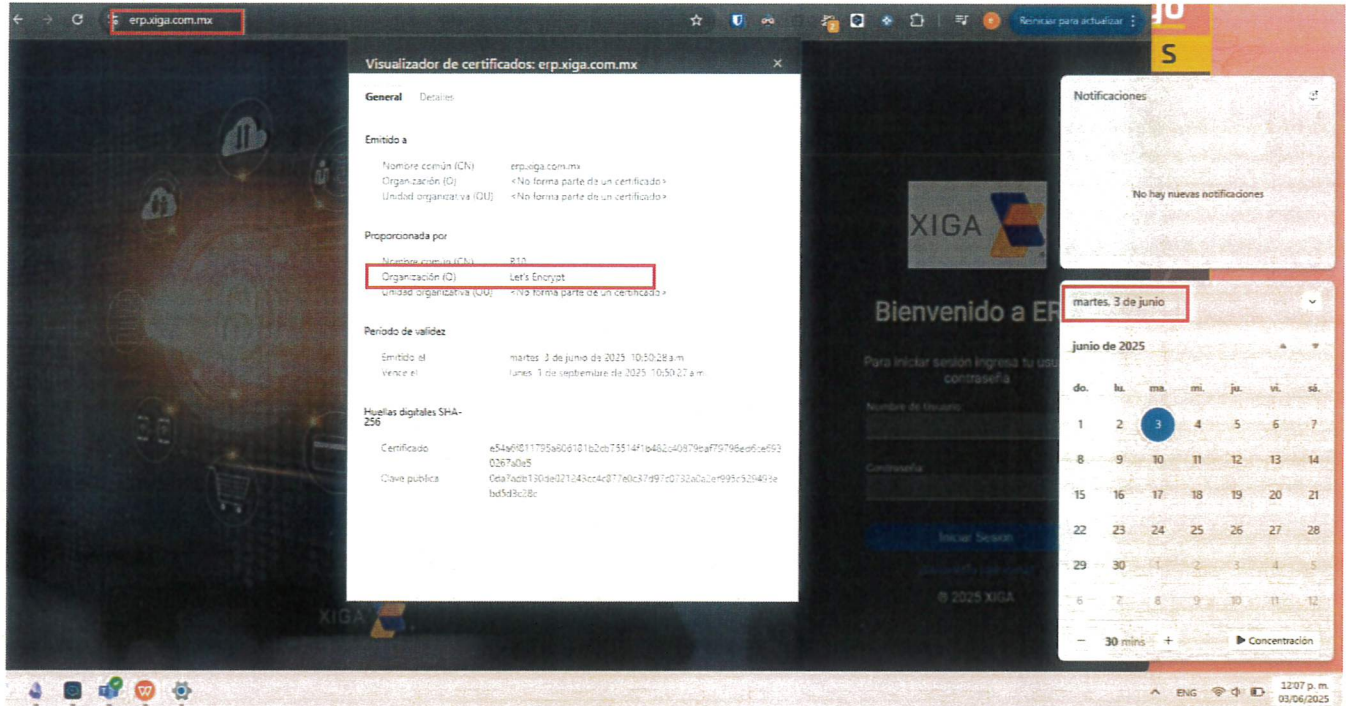 erp.xiga.com.mx
Reiniciar para actualizar
S
Visualizador de certificados: erp.xiga.com.mx
General Detalles
Emitido a
Nombre común (CN) erp.xiga.com.mx
Organización (O) <No forma parte de un certificado>
Unidad organizativa (OU) <No forma parte de un certificado>
Proporcionada por
Nombre común (CN) R10
Organización (O) Let's Encrypt
Unidad organizativa (OU) <No forma parte de un certificado>
Período de validez
Emitido el martes, 3 de junio de 2025, 10:50:28 a.m.
Vence el lunes, 1 de septiembre de 2025, 10:50:27 a.m.
Huellas digitales SHA-
256
Certificado
Clave pública
XIGA
Bienvenido a ER
Para iniciar sesión ingresa tu usu
contraseña
Nombre de Usuario
Contraseña
Iniciar Sesión
© 2025 XIGA
XIGA
Notificaciones
No hay nuevas notificaciones
martes, 3 de junio
junio de 2025
do. lu. ma. mi. ju. vi. sá.
1 2 3 4 5 6 7
8 9 10 11 12 13 14
15 16 17 18 19 20 21
22 23 24 25 26 27 28
29 30 1 2 3 4 5
6 7 8 9 10 11 12
30 mins
Concentración
ENG
12:07 p. m.
03/06/2025